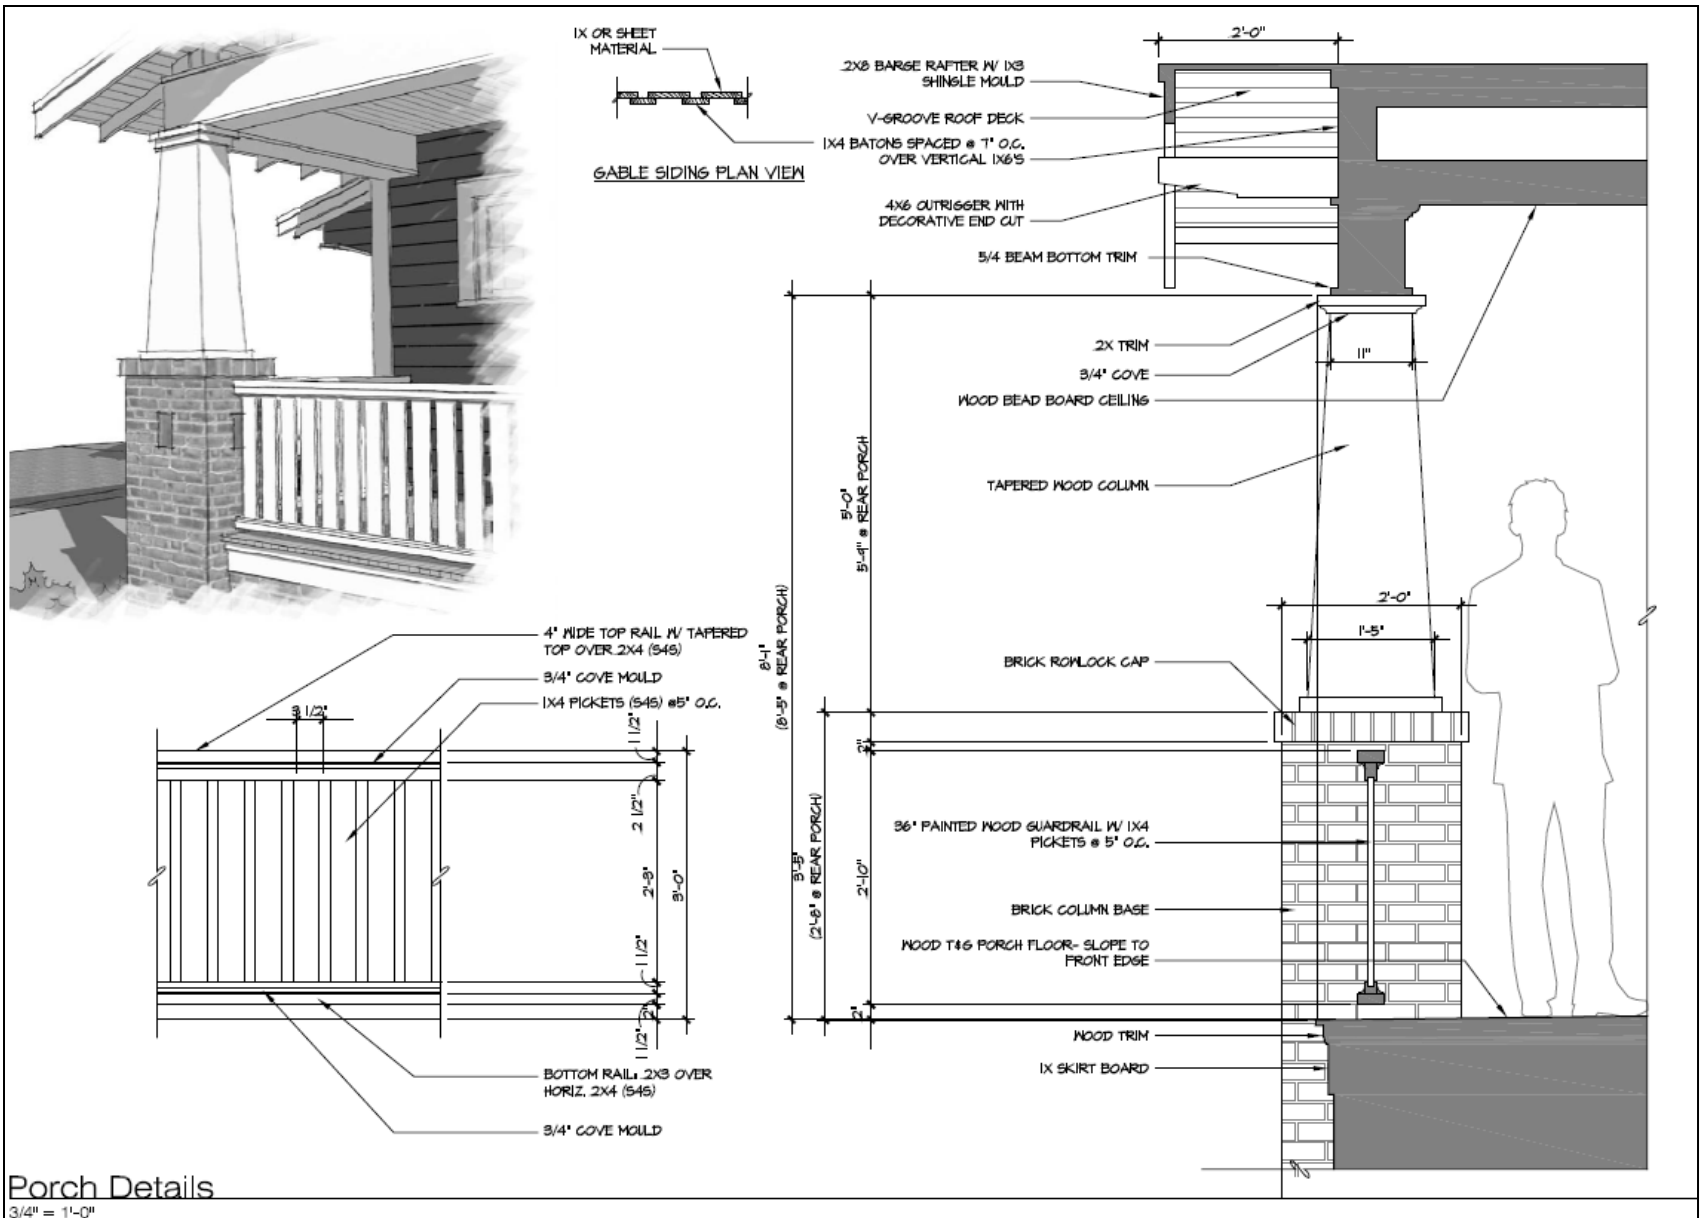 1X OR SHEET
MATERIAL
GABLE SIDING PLAN VIEW
2'-0"
2X8 BARGE RAFTER W/ 1X3
SHINGLE MOULD
V-GROOVE ROOF DECK
1X4 BATONS SPACED @ 7" O.C.
OVER VERTICAL 1X6'S
4X6 OUTRIGGER WITH
DECORATIVE END CUT
5/4 BEAM BOTTOM TRIM
2X TRIM
3/4" COVE
11"
WOOD BEAD BOARD CEILING
TAPERED WOOD COLUMN
5'-0"
5'-9" @ REAR PORCH
8'-1"
(8'-5" @ REAR PORCH)
2'-0"
1'-5"
BRICK ROWLOCK CAP
4" WIDE TOP RAIL W/ TAPERED
TOP OVER 2X4 (S4S)
3/4" COVE MOULD
1X4 PICKETS (S4S) @5" O.C.
3 1/2"
1 1/2"
2 1/2"
2'-3"
3'-0"
1 1/2"
2"
1 1/2"
2"
3'-5"
(2'-8" @ REAR PORCH)
2'-10"
2"
36" PAINTED WOOD GUARDRAIL W/ 1X4
PICKETS @ 5" O.C.
BRICK COLUMN BASE
WOOD T&G PORCH FLOOR- SLOPE TO
FRONT EDGE
WOOD TRIM
1X SKIRT BOARD
BOTTOM RAIL: 2X3 OVER
HORIZ. 2X4 (S4S)
3/4" COVE MOULD
Porch Details
3/4" = 1'-0"